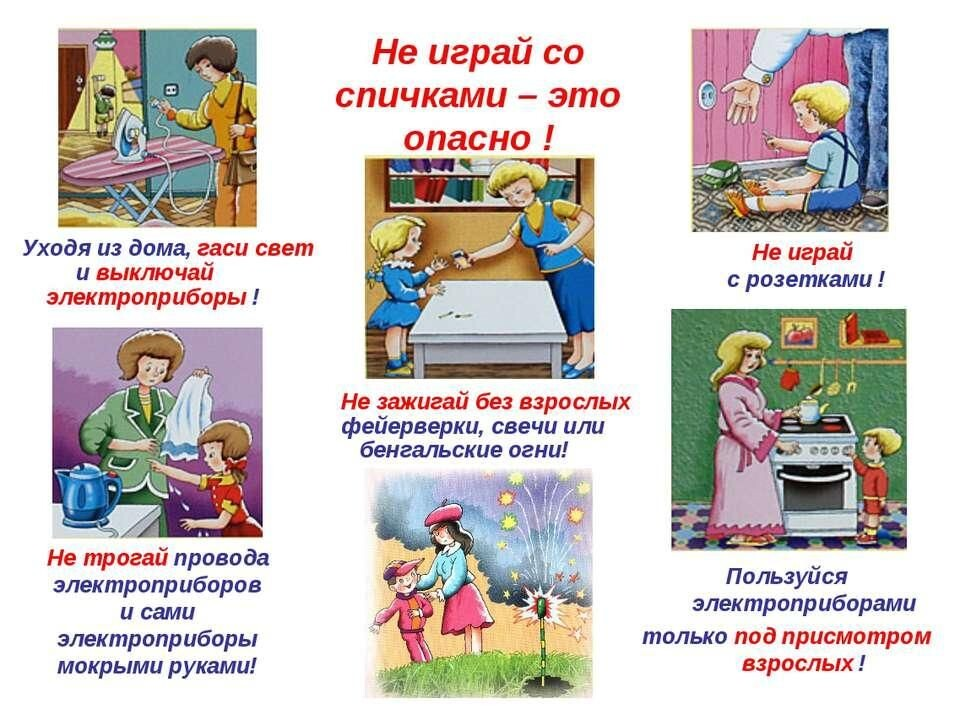 Не играй со
спичками – это
опасно !
Уходя из дома, гаси свет
и выключай
электроприборы !
Не играй
с розетками !
Не зажигай без взрослых
фейерверки, свечи или
бенгальские огни!
Не трогай провода
электроприборов
и сами
электроприборы
мокрыми руками!
Пользуйся
электроприборами
только под присмотром
взрослых !